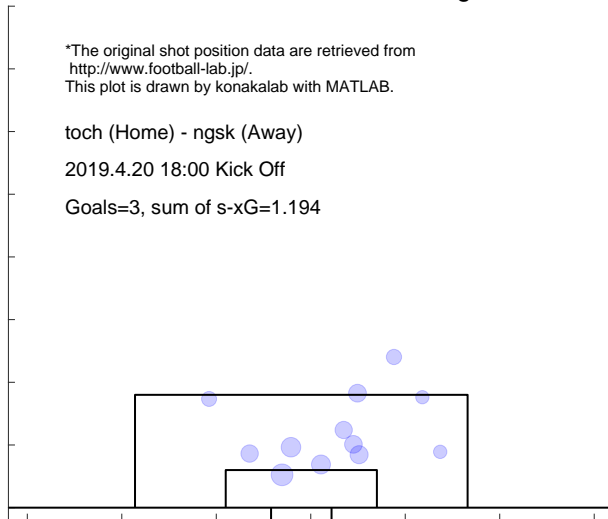 *The original shot position data are retrieved from
http://www.football-lab.jp/.
This plot is drawn by konakalab with MATLAB.
toch (Home) - ngsk (Away)
2019.4.20 18:00 Kick Off
Goals=3, sum of s-xG=1.194